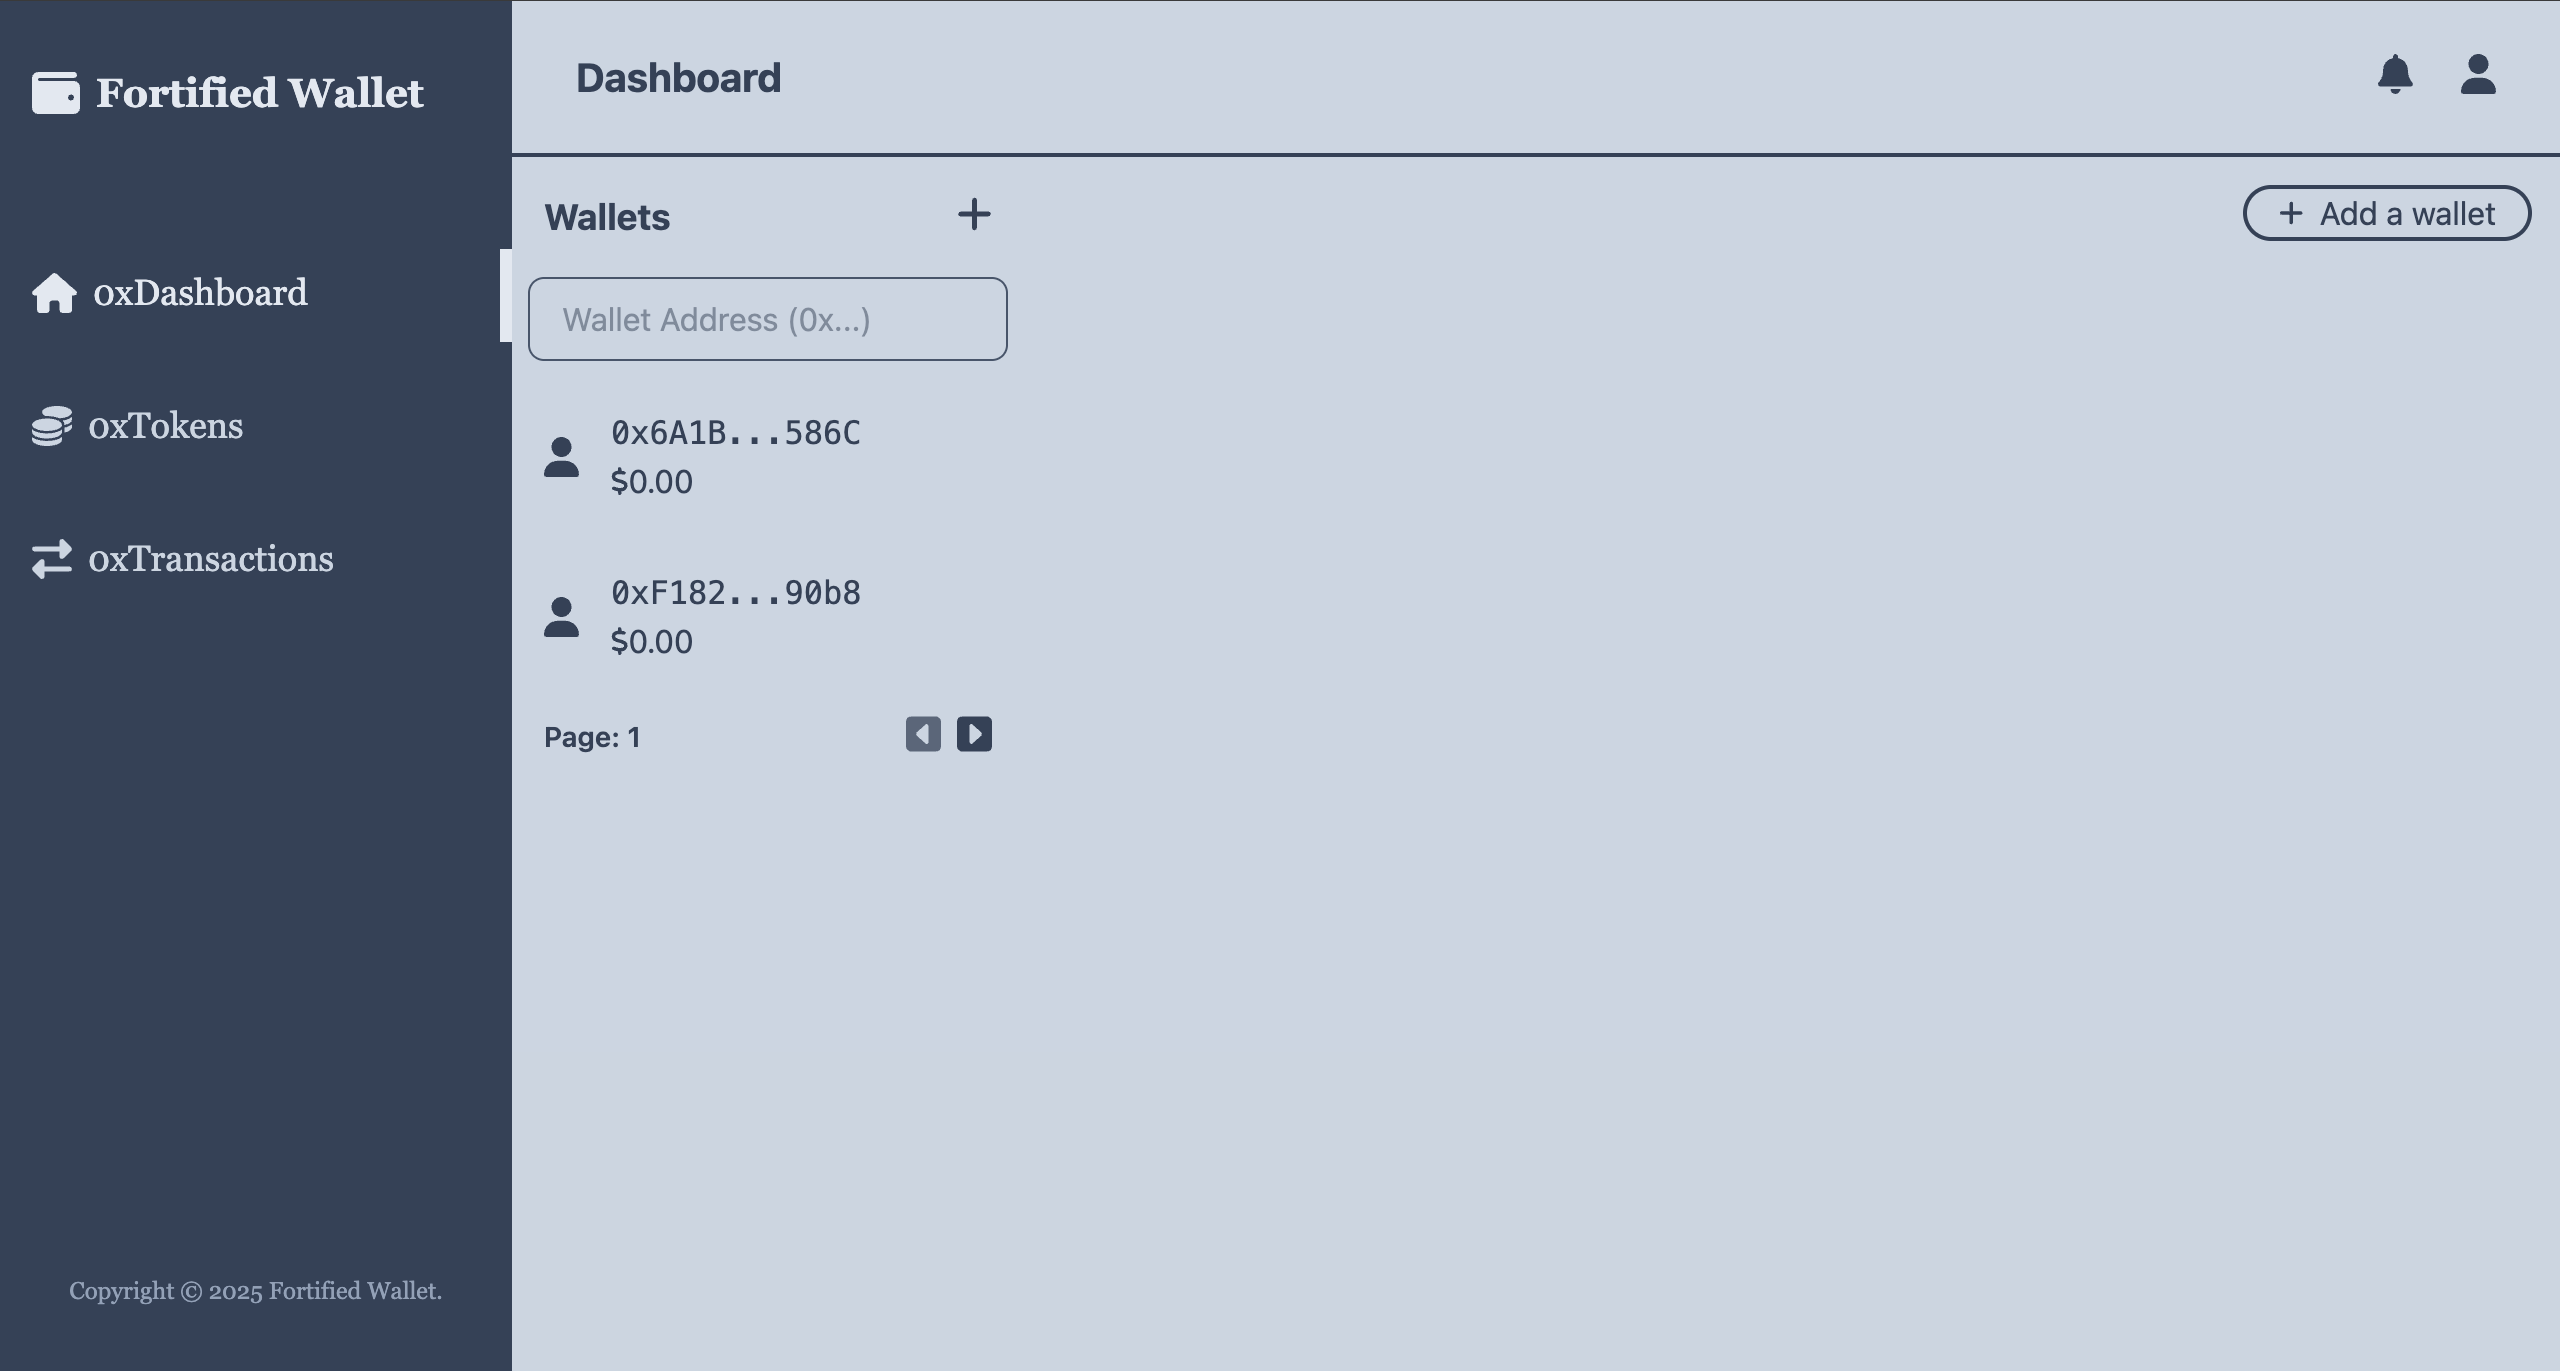 Fortified Wallet
0xDashboard
0xTokens
0xTransactions
Copyright © 2025 Fortified Wallet.
Dashboard
Wallets
Add a wallet
Wallet Address (0x...)
0x6A1B...586C
$0.00
0xF182...90b8
$0.00
Page: 1